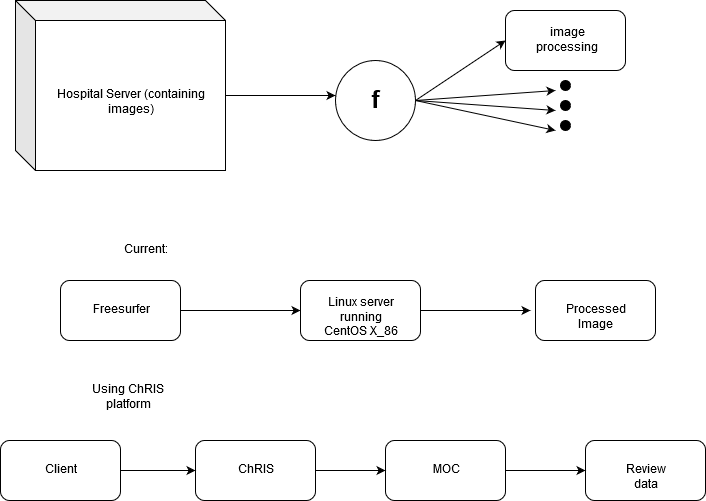 image
processing
Hospital Server (containing
images)
f
Current:
Freesurfer
Linux server
running
CentOS X_86
Processed
Image
Using ChRIS
platform
Client
ChRIS
MOC
Review
data